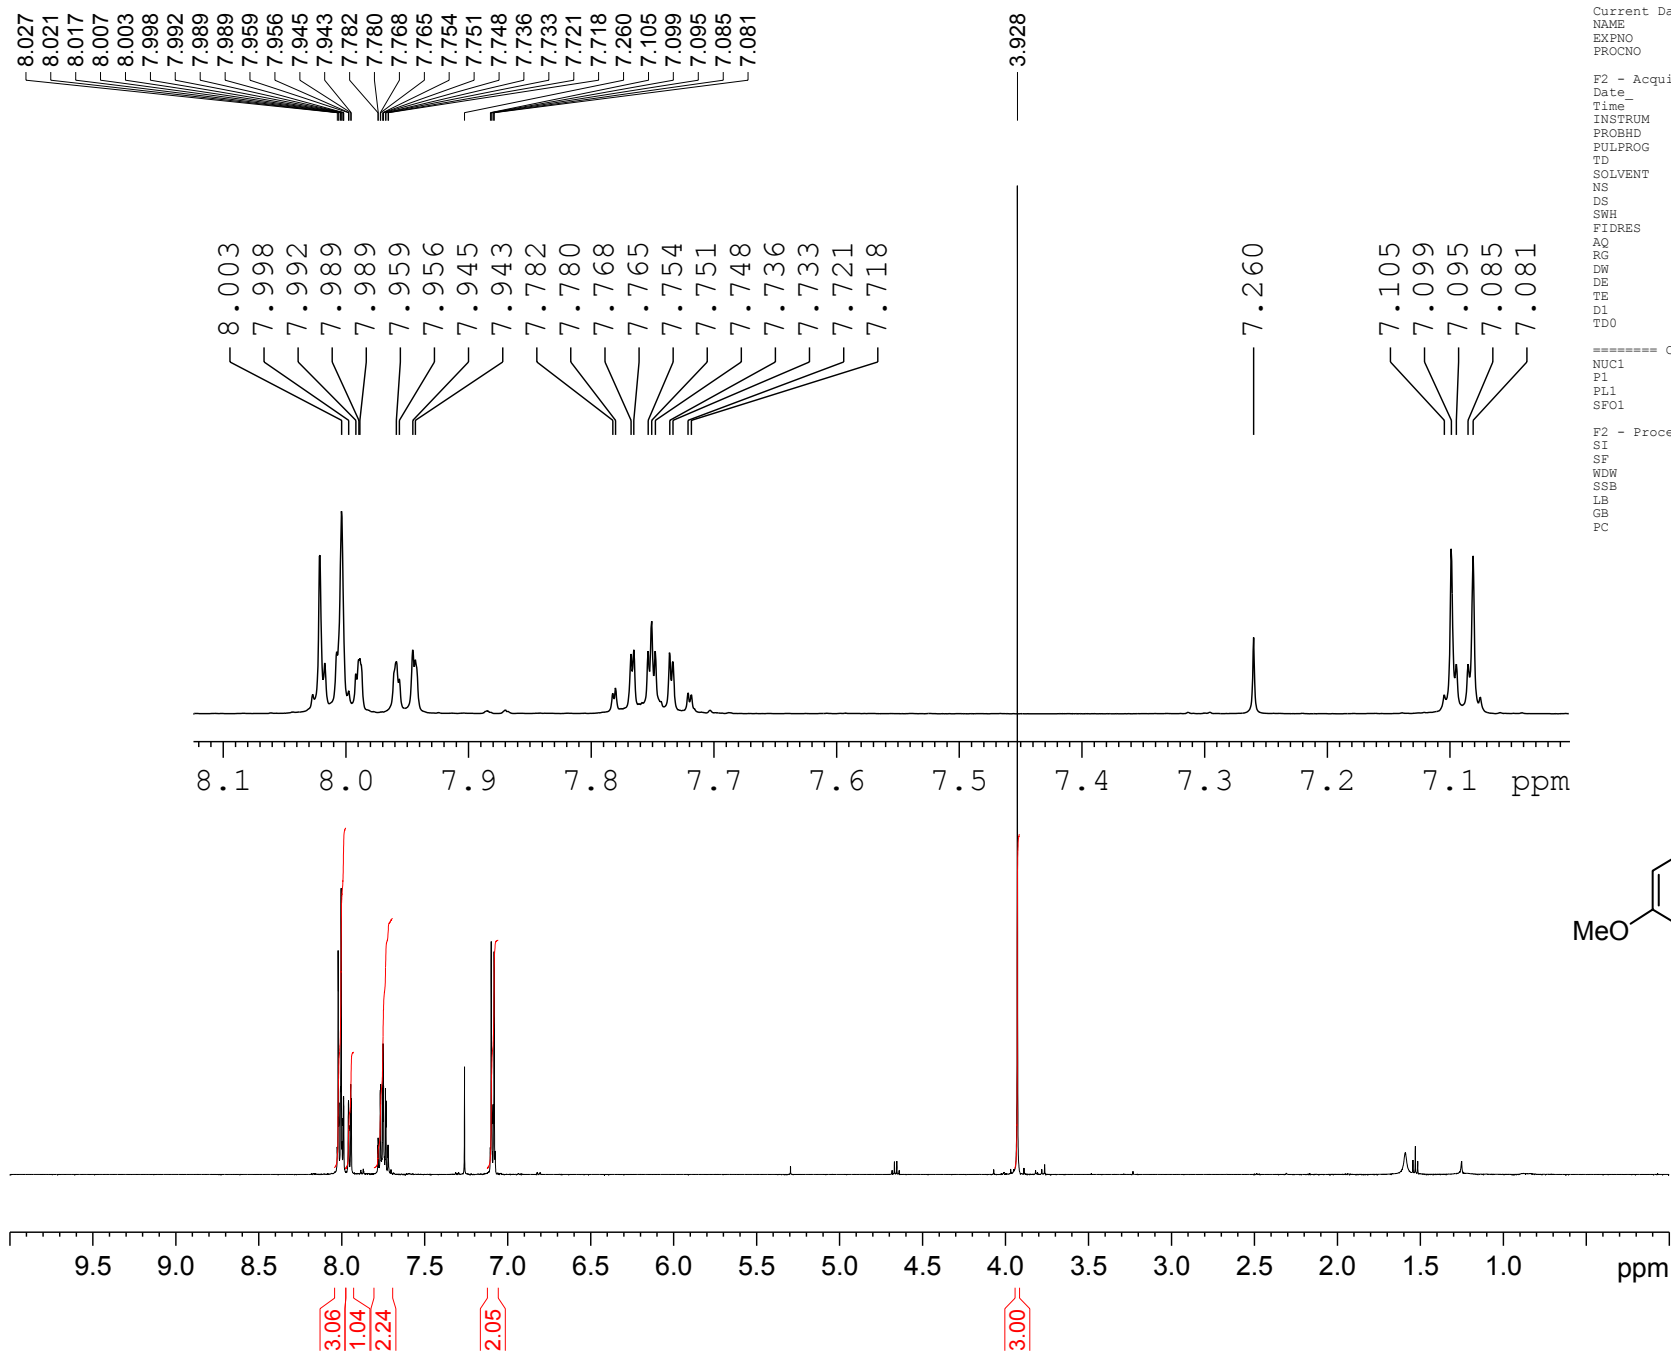 8.027
8.021
8.017
8.007
8.003
7.998
7.992
7.989
7.989
7.959
7.956
7.945
7.943
7.782
7.780
7.768
7.765
7.754
7.751
7.748
7.736
7.733
7.721
7.718
7.260
7.105
7.099
7.095
7.085
7.081
3.928
Current Da
NAME
EXPNO
PROCNO
F2 - Acqui
Date_
Time
INSTRUM
PROBHD
PULPROG
TD
SOLVENT
NS
DS
SWH
FIDRES
AQ
RG
DW
DE
TE
D1
TD0
======== C
NUC1
P1
PL1
SFO1
F2 - Proce
SI
SF
WDW
SSB
LB
GB
PC
8.003
7.998
7.992
7.989
7.989
7.959
7.956
7.945
7.943
7.782
7.780
7.768
7.765
7.754
7.751
7.748
7.736
7.733
7.721
7.718
7.260
7.105
7.099
7.095
7.085
7.081
8.1 8.0 7.9 7.8 7.7 7.6 7.5 7.4 7.3 7.2 7.1 ppm
MeO
9.5 9.0 8.5 8.0 7.5 7.0 6.5 6.0 5.5 5.0 4.5 4.0 3.5 3.0 2.5 2.0 1.5 1.0 ppm
3.06
1.04
2.24
2.05
3.00